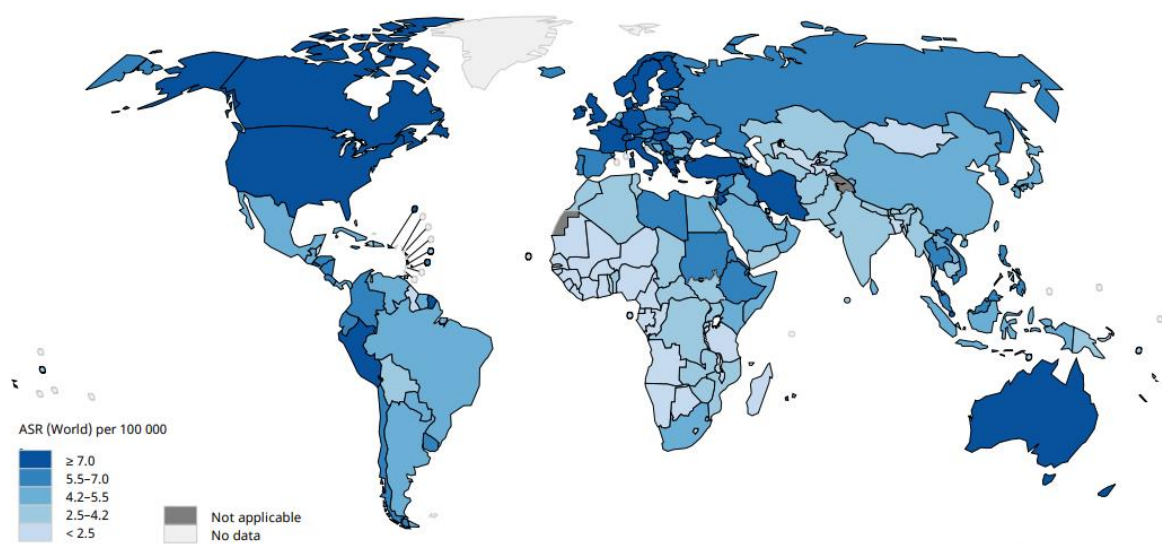 ASR (World) per 100 000
≥ 7.0
5.5–7.0
4.2–5.5
2.5–4.2
< 2.5
Not applicable
No data